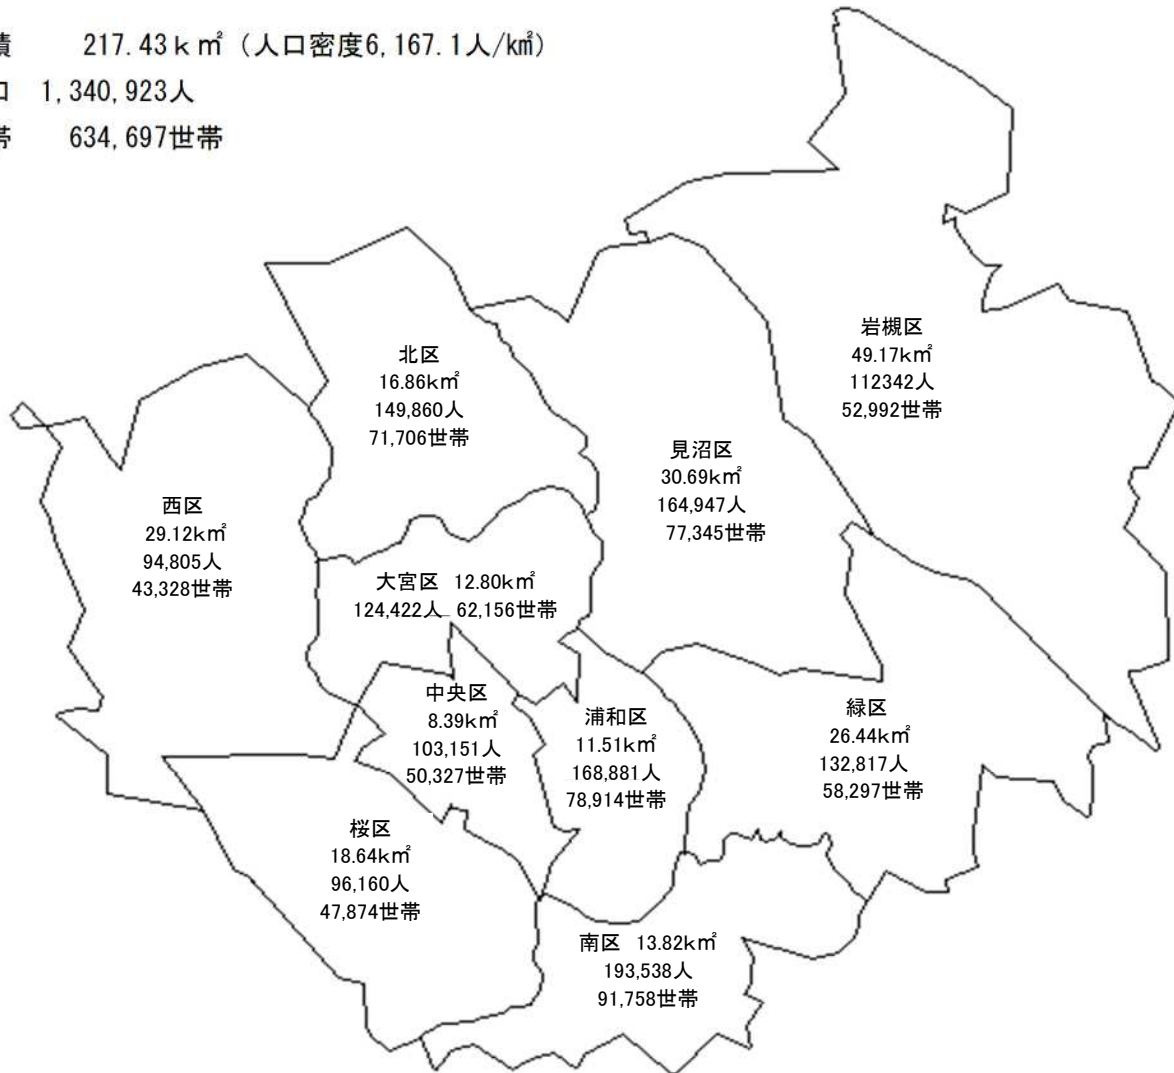 積 217.43ｋ㎡（人口密度6,167.1人/㎢）
口 1,340,923人
帯 634,697世帯
岩槻区
49.17ｋ㎡
112342人
52,992世帯
北区
16.86ｋ㎡
149,860人
71,706世帯
見沼区
30.69ｋ㎡
164,947人
77,345世帯
西区
29.12ｋ㎡
94,805人
43,328世帯
大宮区 12.80ｋ㎡
124,422人 62,156世帯
中央区
8.39ｋ㎡
103,151人
50,327世帯
浦和区
11.51ｋ㎡
168,881人
78,914世帯
緑区
26.44ｋ㎡
132,817人
58,297世帯
桜区
18.64ｋ㎡
96,160人
47,874世帯
南区 13.82ｋ㎡
193,538人
91,758世帯